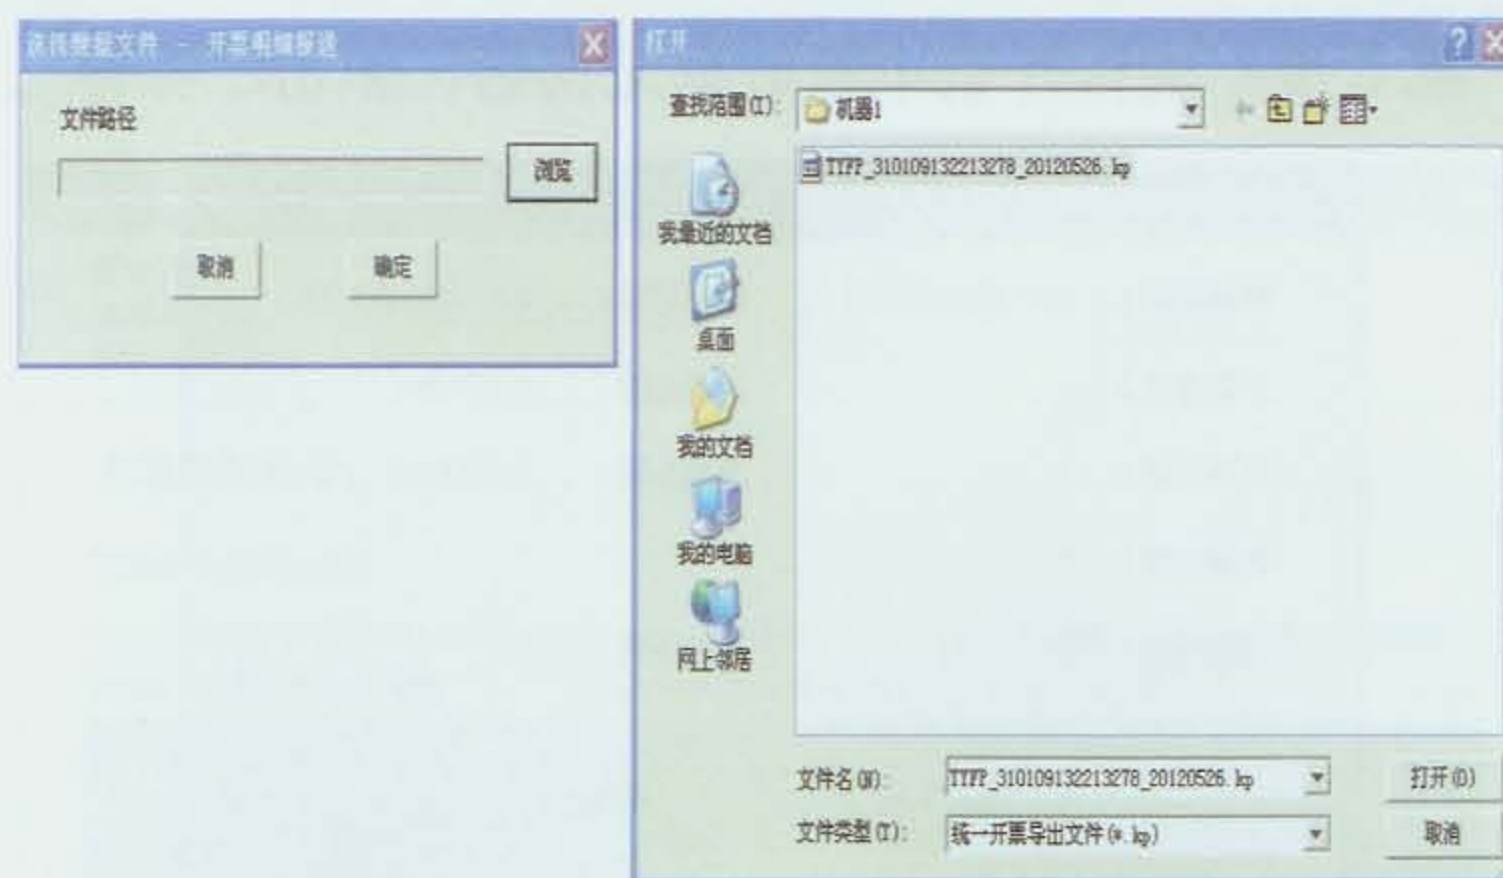 选择数据文件 - 开票明细报送
文件路径
浏览
取消
确定
打开
查找范围(I):
机器1
TYFP_310109132213278_20120526.kp
我最近的文档
桌面
我的文档
我的电脑
网上邻居
文件名(N):
TYFP_310109132213278_20120526.kp
打开(O)
文件类型(T):
统一开票导出文件(*.kp)
取消